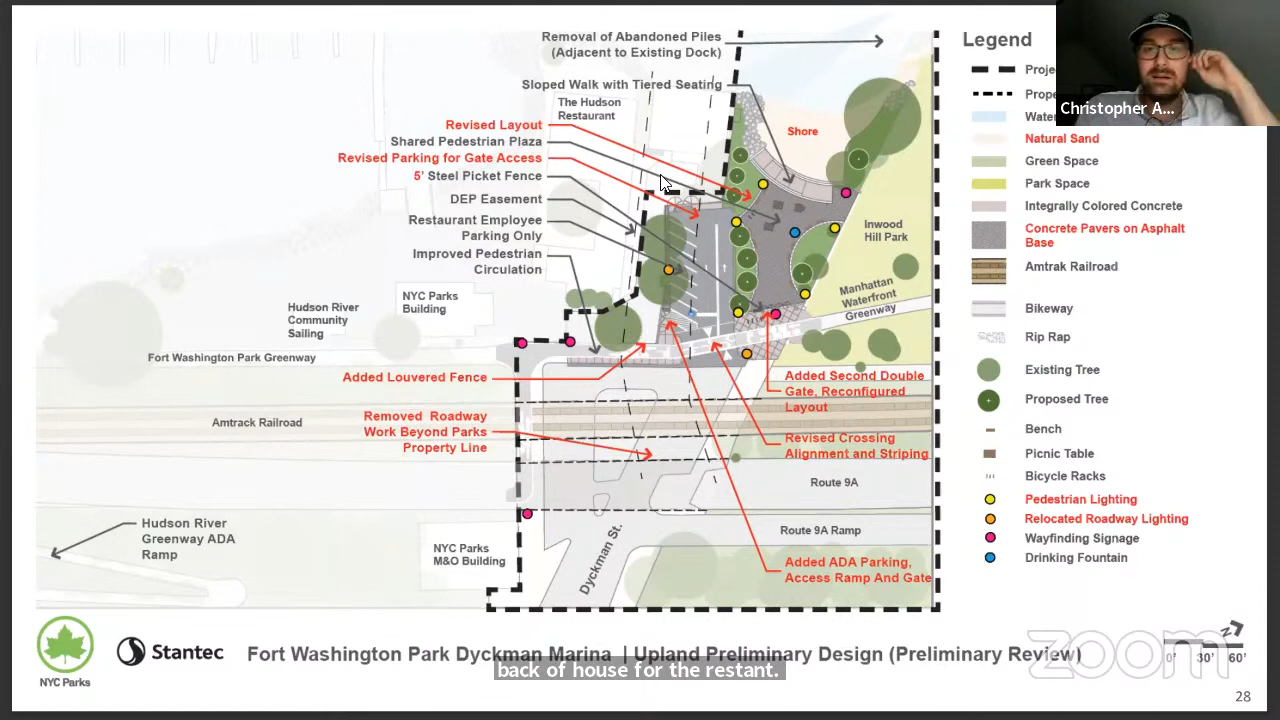 Removal of Abandoned Piles
(Adjacent to Existing Dock)
Sloped Walk with Tiered Seating
The Hudson
Restaurant
Revised Layout
Shared Pedestrian Plaza
Revised Parking for Gate Access
5' Steel Picket Fence
DEP Easement
Restaurant Employee
Parking Only
Improved Pedestrian
Circulation
Shore
Inwood
Hill Park
Manhattan
Waterfront
Greenway
NYC Parks
Building
Hudson River
Community
Sailing
Fort Washington Park Greenway
Added Louvered Fence
Removed Roadway
Work Beyond Parks
Property Line
Amtrack Railroad
Added Second Double
Gate, Reconfigured
Layout
Revised Crossing
Alignment and Striping
Route 9A
Route 9A Ramp
Hudson River
Greenway ADA
Ramp
NYC Parks
M&O Building
Dyckman St.
Added ADA Parking,
Access Ramp And Gate
Legend
Natural Sand
Green Space
Park Space
Integrally Colored Concrete
Concrete Pavers on Asphalt
Base
Amtrak Railroad
Bikeway
Rip Rap
Existing Tree
Proposed Tree
Bench
Picnic Table
Bicycle Racks
Pedestrian Lighting
Relocated Roadway Lighting
Wayfinding Signage
Drinking Fountain
Christopher A...
NYC Parks
Stantec
Fort Washington Park Dyckman Marina | Upland Preliminary Design (Preliminary Review)
back of house for the restant.
zoom
N
0' 30' 60'
28